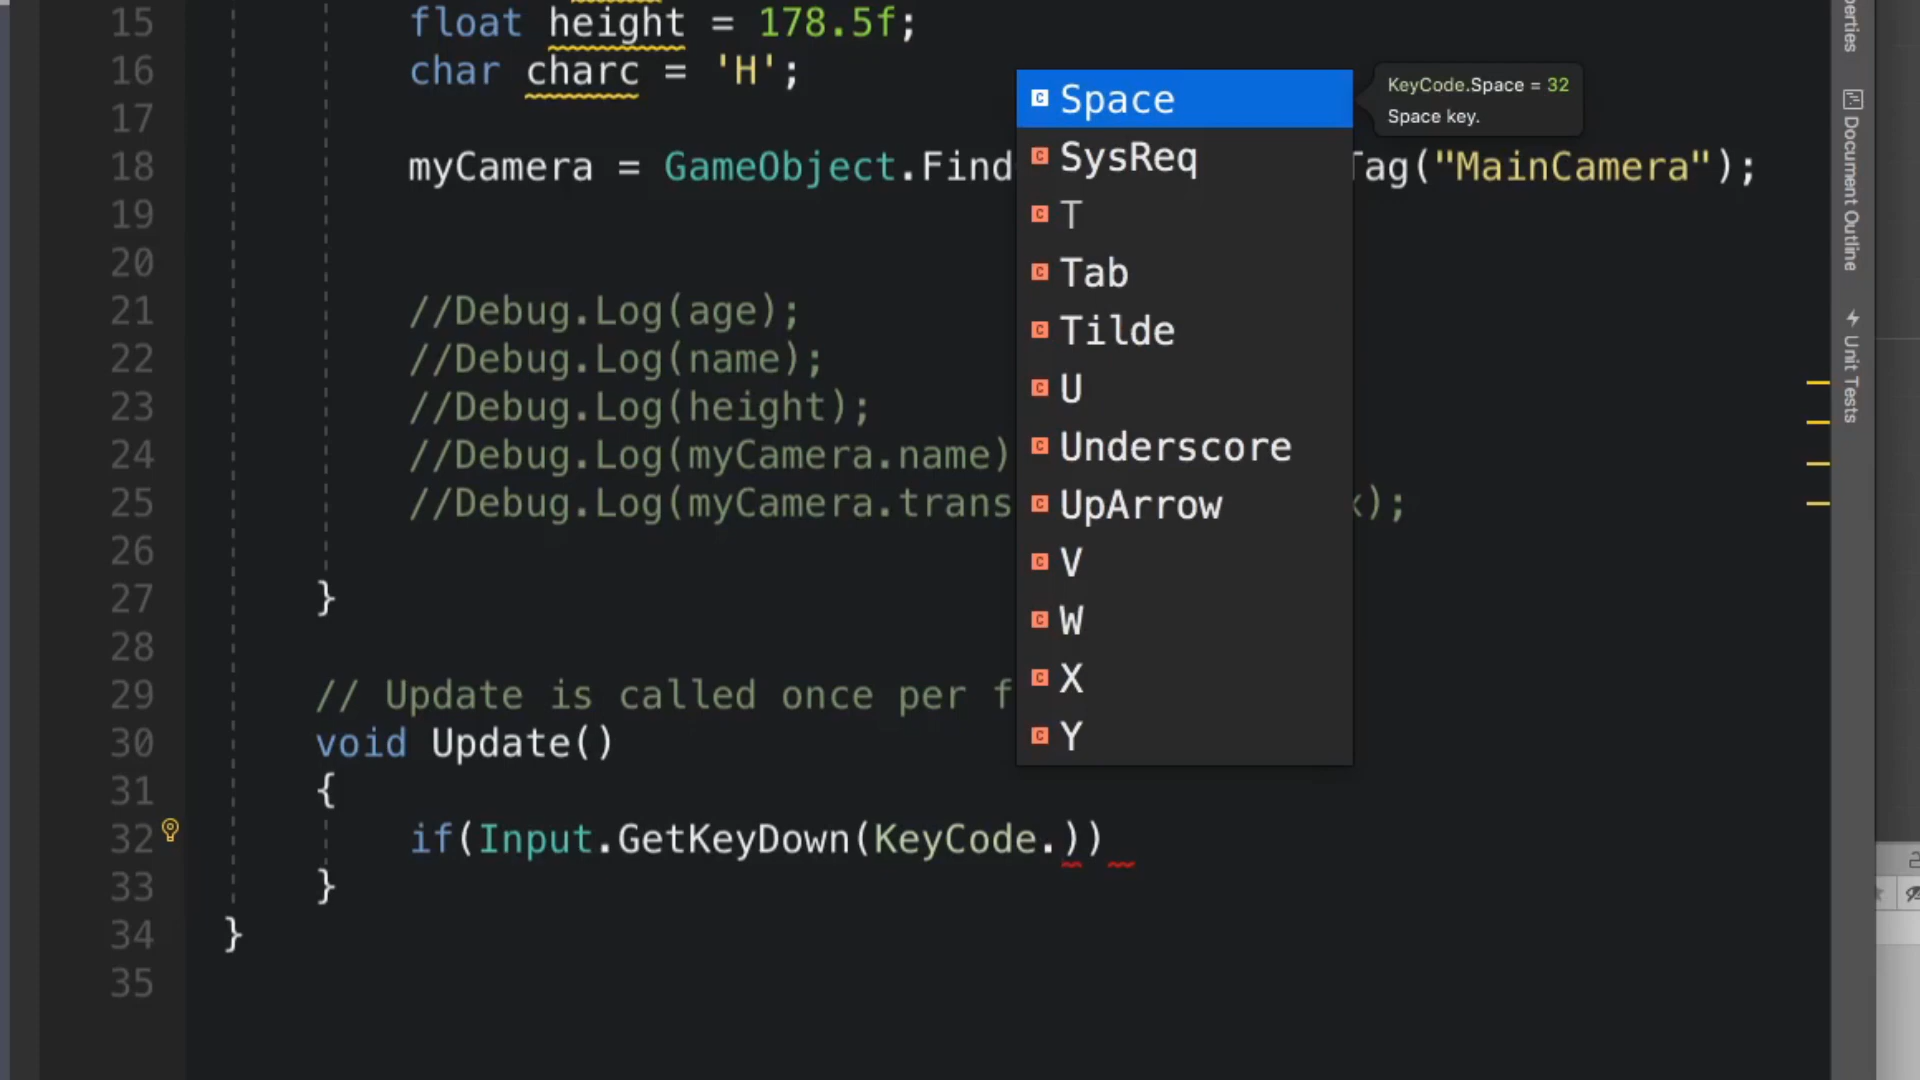 15 float height = 178.5f;
16 char charc = 'H';
17
18 myCamera = GameObject.Find Tag("MainCamera");
19
20
21 //Debug.Log(age);
22 //Debug.Log(name);
23 //Debug.Log(height);
24 //Debug.Log(myCamera.name)
25 //Debug.Log(myCamera.trans x);
26
27 }
28
29 // Update is called once per f
30 void Update()
31 {
32 if(Input.GetKeyDown(KeyCode.))
33 }
34 }
35
Space
SysReq
T
Tab
Tilde
U
Underscore
UpArrow
V
W
X
Y
KeyCode.Space = 32
Space key.
perties
Document Outline
Unit Tests